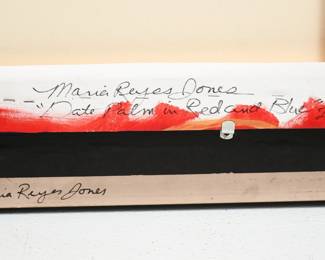 Maria Reyes Jones
"Date Palm in Red and Blue"
ia Reyes Jones